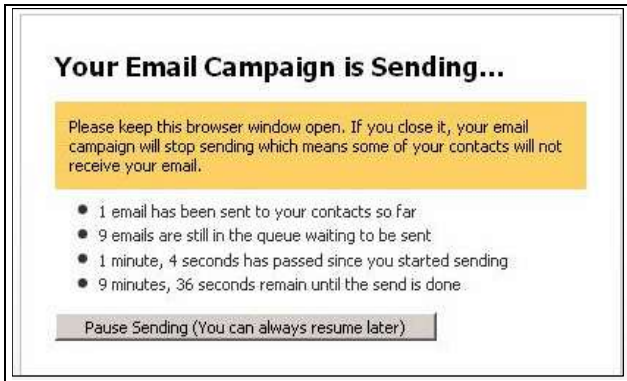 Your Email Campaign is Sending...
Please keep this browser window open. If you close it, your email
campaign will stop sending which means some of your contacts will not
receive your email.
• 1 email has been sent to your contacts so far
• 9 emails are still in the queue waiting to be sent
• 1 minute, 4 seconds has passed since you started sending
• 9 minutes, 36 seconds remain until the send is done
Pause Sending (You can always resume later)